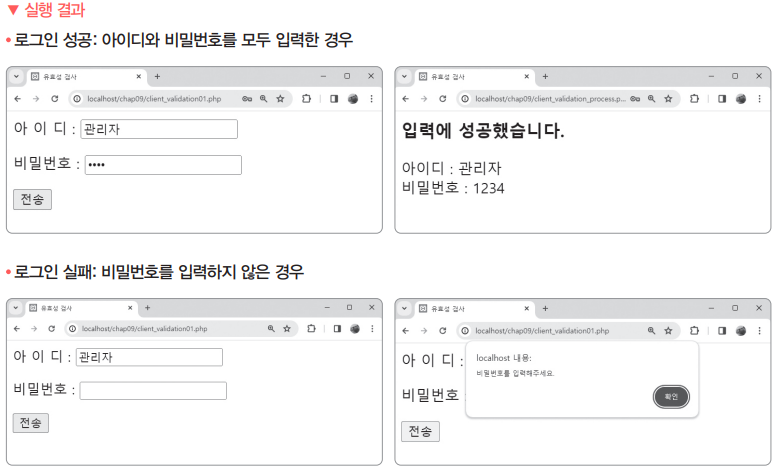 ▼ 실행 결과
• 로그인 성공: 아이디와 비밀번호를 모두 입력한 경우
유효성 검사
localhost/chap09/client_validation01.php
아 이 디 : 관리자
비밀번호 : ••••
전송
유효성 검사
localhost/chap09/client_validation_process.p...
입력에 성공했습니다.
아이디 : 관리자
비밀번호 : 1234
• 로그인 실패: 비밀번호를 입력하지 않은 경우
유효성 검사
localhost/chap09/client_validation01.php
아 이 디 : 관리자
비밀번호 :
전송
유효성 검사
localhost/chap09/client_validation01.php
아 이 디 :
localhost 내용:
비밀번호를 입력해주세요.
비밀번호 :
확인
전송